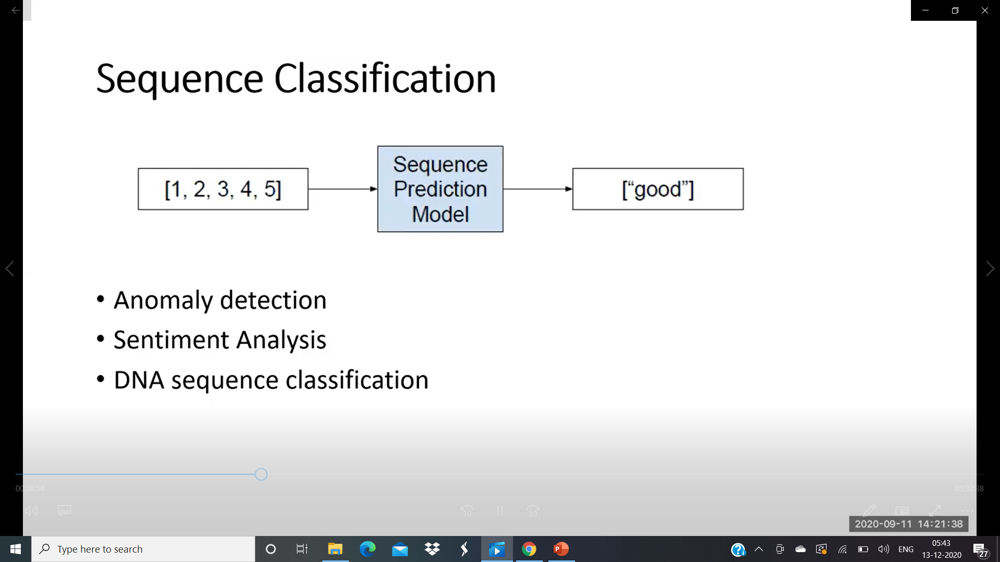 Sequence Classification
[1, 2, 3, 4, 5]
Sequence
Prediction
Model
[“good”]
• Anomaly detection
• Sentiment Analysis
• DNA sequence classification
00:30:54
01:32:38
10
30
2020-09-11 14:21:38
Type here to search
ENG
05:43
13-12-2020
27